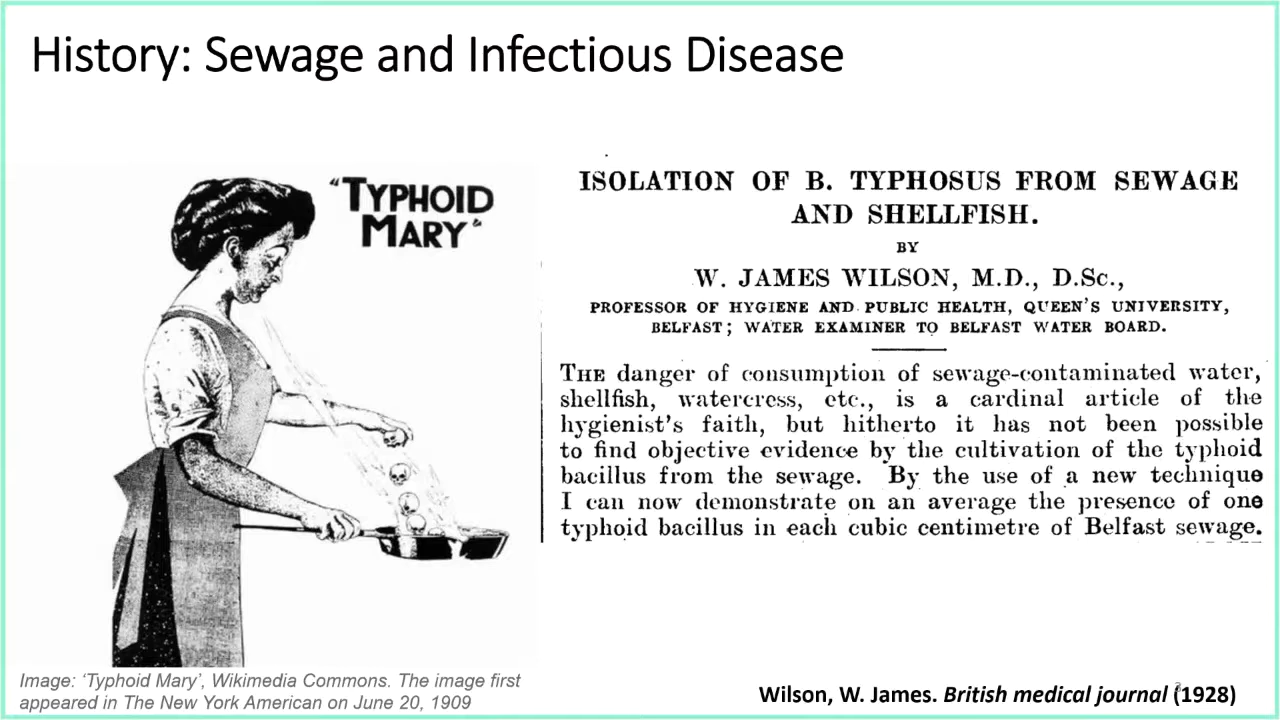 History: Sewage and Infectious Disease
"TYPHOID
MARY"
ISOLATION OF B. TYPHOSUS FROM SEWAGE
AND SHELLFISH.
BY
W. JAMES WILSON, M.D., D.Sc.,
PROFESSOR OF HYGIENE AND PUBLIC HEALTH, QUEEN'S UNIVERSITY,
BELFAST; WATER EXAMINER TO BELFAST WATER BOARD.
THE danger of consumption of sewage-contaminated water,
shellfish, watercress, etc., is a cardinal article of the
hygienist's faith, but hitherto it has not been possible
to find objective evidence by the cultivation of the typhoid
bacillus from the sewage. By the use of a new technique
I can now demonstrate on an average the presence of one
typhoid bacillus in each cubic centimetre of Belfast sewage.
Image: 'Typhoid Mary', Wikimedia Commons. The image first
appeared in The New York American on June 20, 1909
Wilson, W. James. British medical journal (1928)